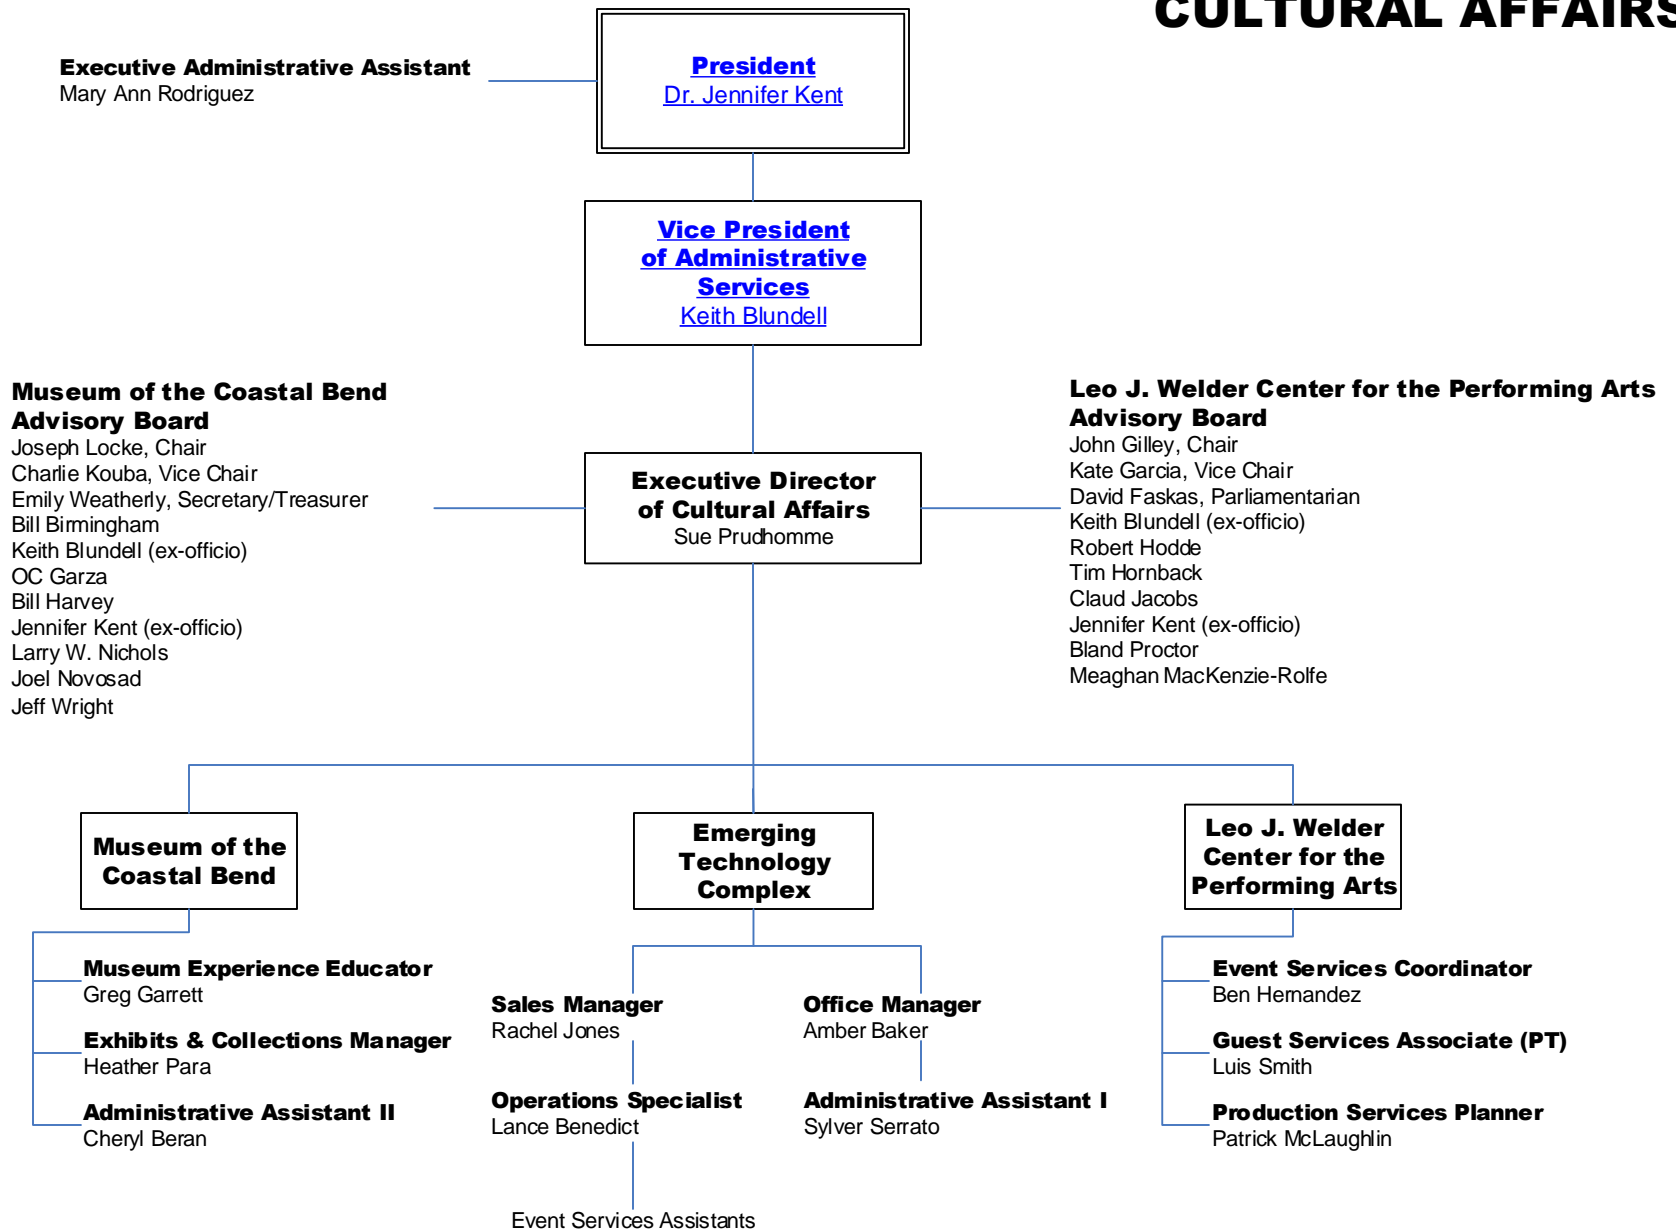 CULTURAL AFFAIRS
Executive Administrative Assistant
Mary Ann Rodriguez
President
Dr. Jennifer Kent
Vice President
of Administrative
Services
Keith Blundell
Museum of the Coastal Bend
Advisory Board
Joseph Locke, Chair
Charlie Kouba, Vice Chair
Emily Weatherly, Secretary/Treasurer
Bill Birmingham
Keith Blundell (ex-officio)
OC Garza
Bill Harvey
Jennifer Kent (ex-officio)
Larry W. Nichols
Joel Novosad
Jeff Wright
Executive Director
of Cultural Affairs
Sue Prudhomme
Leo J. Welder Center for the Performing Arts
Advisory Board
John Gilley, Chair
Kate Garcia, Vice Chair
David Faskas, Parliamentarian
Keith Blundell (ex-officio)
Robert Hodde
Tim Hornback
Claud Jacobs
Jennifer Kent (ex-officio)
Bland Proctor
Meaghan MacKenzie-Rolfe
Museum of the
Coastal Bend
Museum Experience Educator
Greg Garrett
Exhibits & Collections Manager
Heather Para
Administrative Assistant II
Cheryl Beran
Emerging
Technology
Complex
Sales Manager
Rachel Jones
Operations Specialist
Lance Benedict
Event Services Assistants
Office Manager
Amber Baker
Administrative Assistant I
Sylver Serrato
Leo J. Welder
Center for the
Performing Arts
Event Services Coordinator
Ben Hernandez
Guest Services Associate (PT)
Luis Smith
Production Services Planner
Patrick McLaughlin